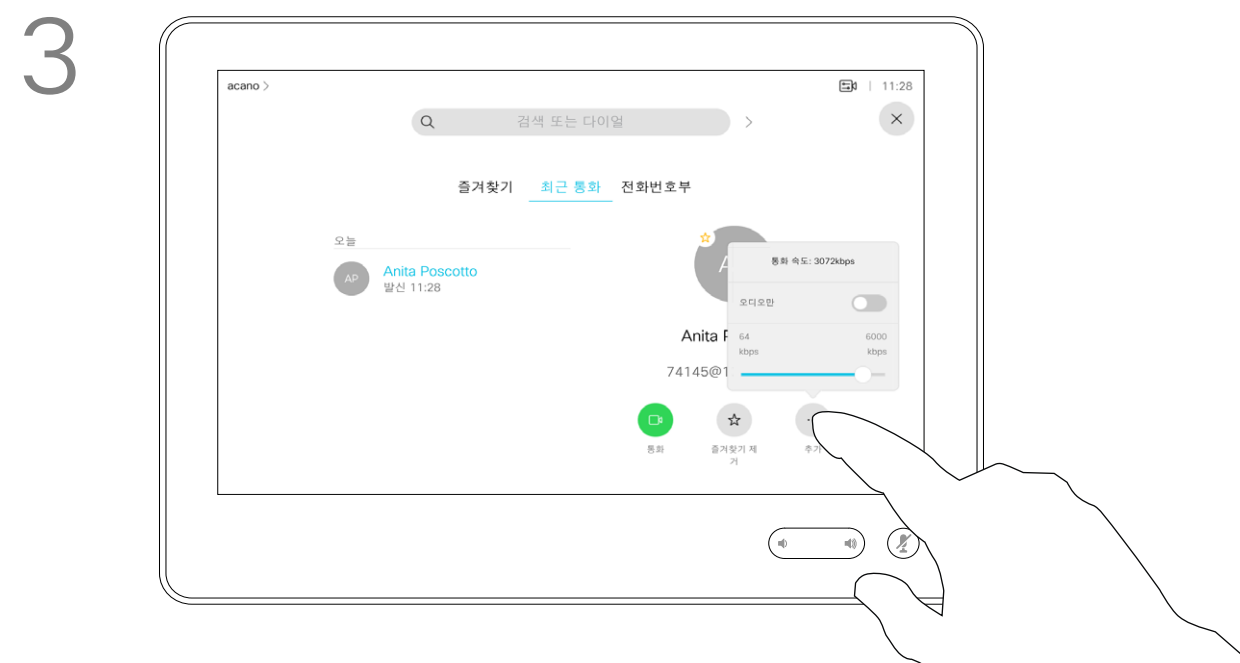 3
acano >
11:28
검색 또는 다이얼
즐겨찾기 최근 통화 전화번호부
오늘
AP
Anita Poscotto
발신 11:28
A
통화 속도: 3072kbps
오디오만
64 kbps
6000 kbps
Anita P
74145@1
통화
즐겨찾기 제
거
추가